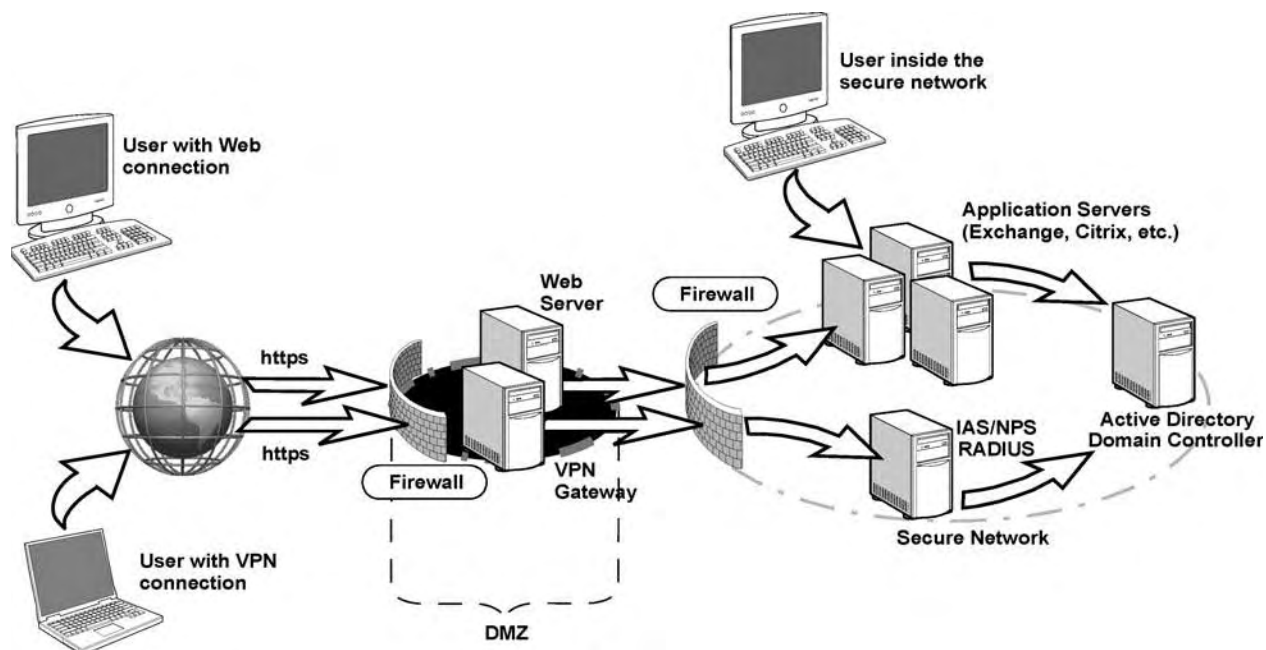 User inside the
secure network
User with Web
connection
Application Servers
(Exchange, Citrix, etc.)
Web
Server
Firewall
https
https
Firewall
VPN
Gateway
IAS/NPS
RADIUS
Active Directory
Domain Controller
Secure Network
User with VPN
connection
DMZ